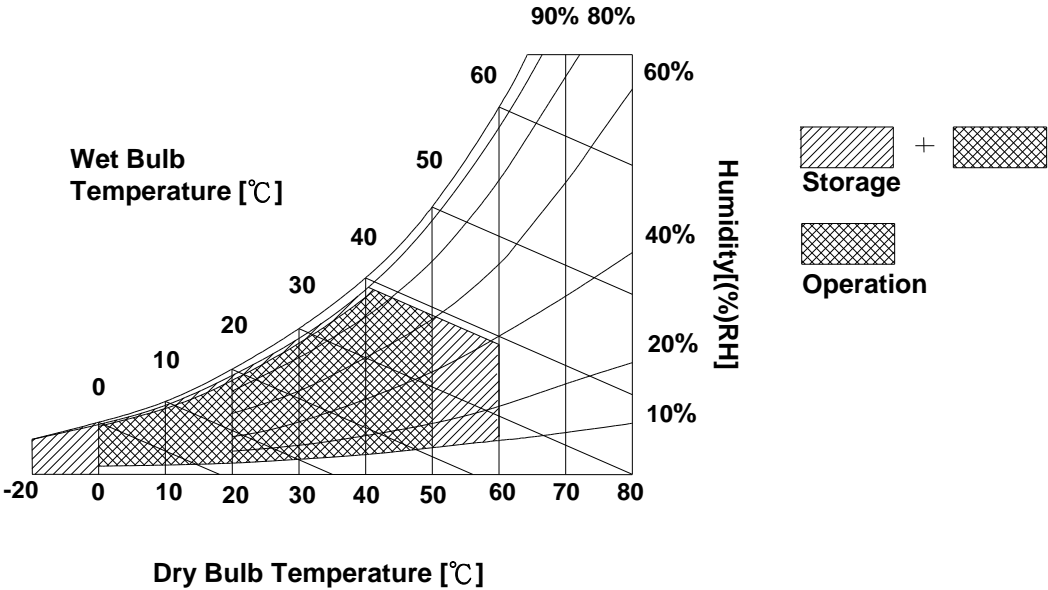 90% 80%
60
60%
50
Wet Bulb
Temperature [℃]
40
40%
30
20
20%
10
0
10%
Humidity[(%)RH]
-20 0 10 20 30 40 50 60 70 80
Dry Bulb Temperature [℃]
+
Storage
Operation